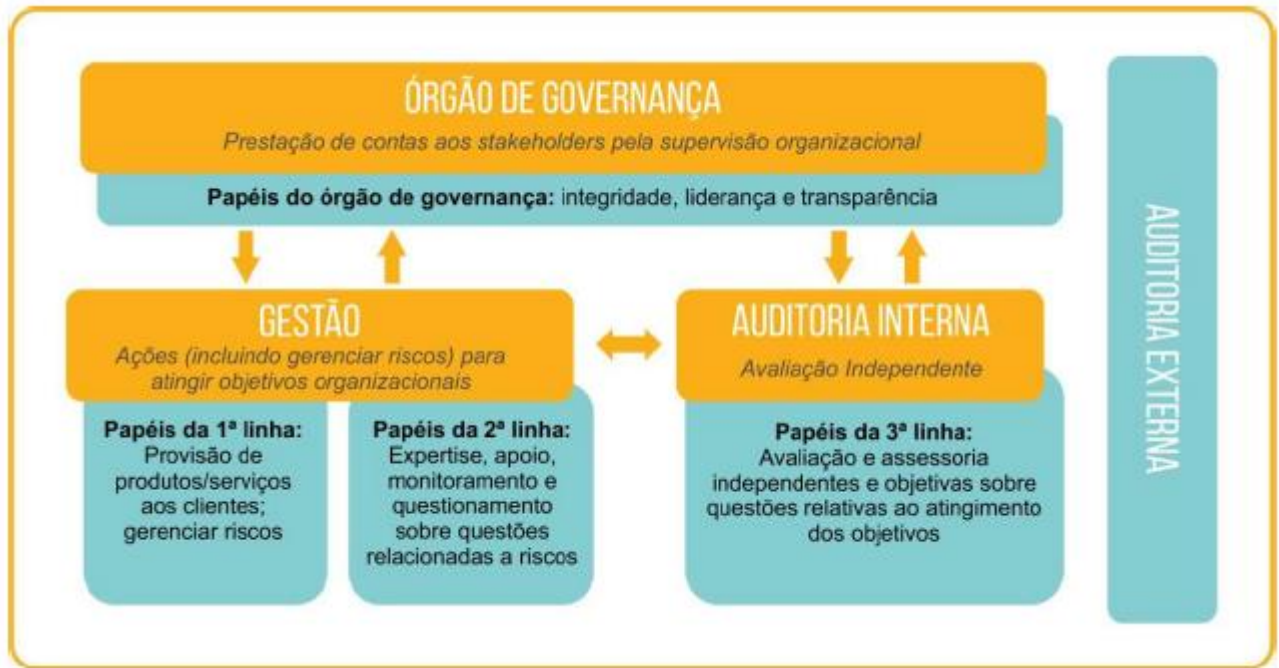 ÓRGÃO DE GOVERNANÇA
Prestação de contas aos stakeholders pela supervisão organizacional
Papéis do órgão de governança: integridade, liderança e transparência
GESTÃO
Ações (incluindo gerenciar riscos) para
atingir objetivos organizacionais
Papéis da 1ª linha:
Provisão de
produtos/serviços
aos clientes;
gerenciar riscos
Papéis da 2ª linha:
Expertise, apoio,
monitoramento e
questionamento
sobre questões
relacionadas a riscos
AUDITORIA INTERNA
Avaliação Independente
Papéis da 3ª linha:
Avaliação e assessoria
independentes e objetivas sobre
questões relativas ao atingimento
dos objetivos
AUDITORIA EXTERNA